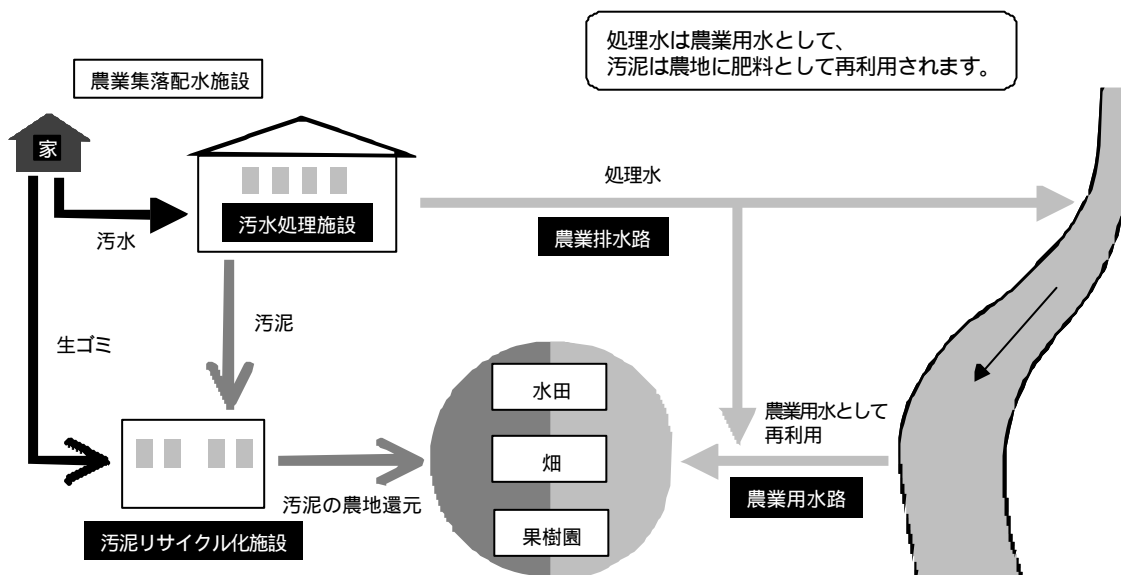 処理水は農業用水として、
汚泥は農地に肥料として再利用されます。
農業集落配水施設
家
処理水
汚水処理施設
汚水
農業排水路
汚泥
生ゴミ
水田
農業用水として
再利用
畑
農業用水路
汚泥の農地還元
果樹園
汚泥リサイクル化施設